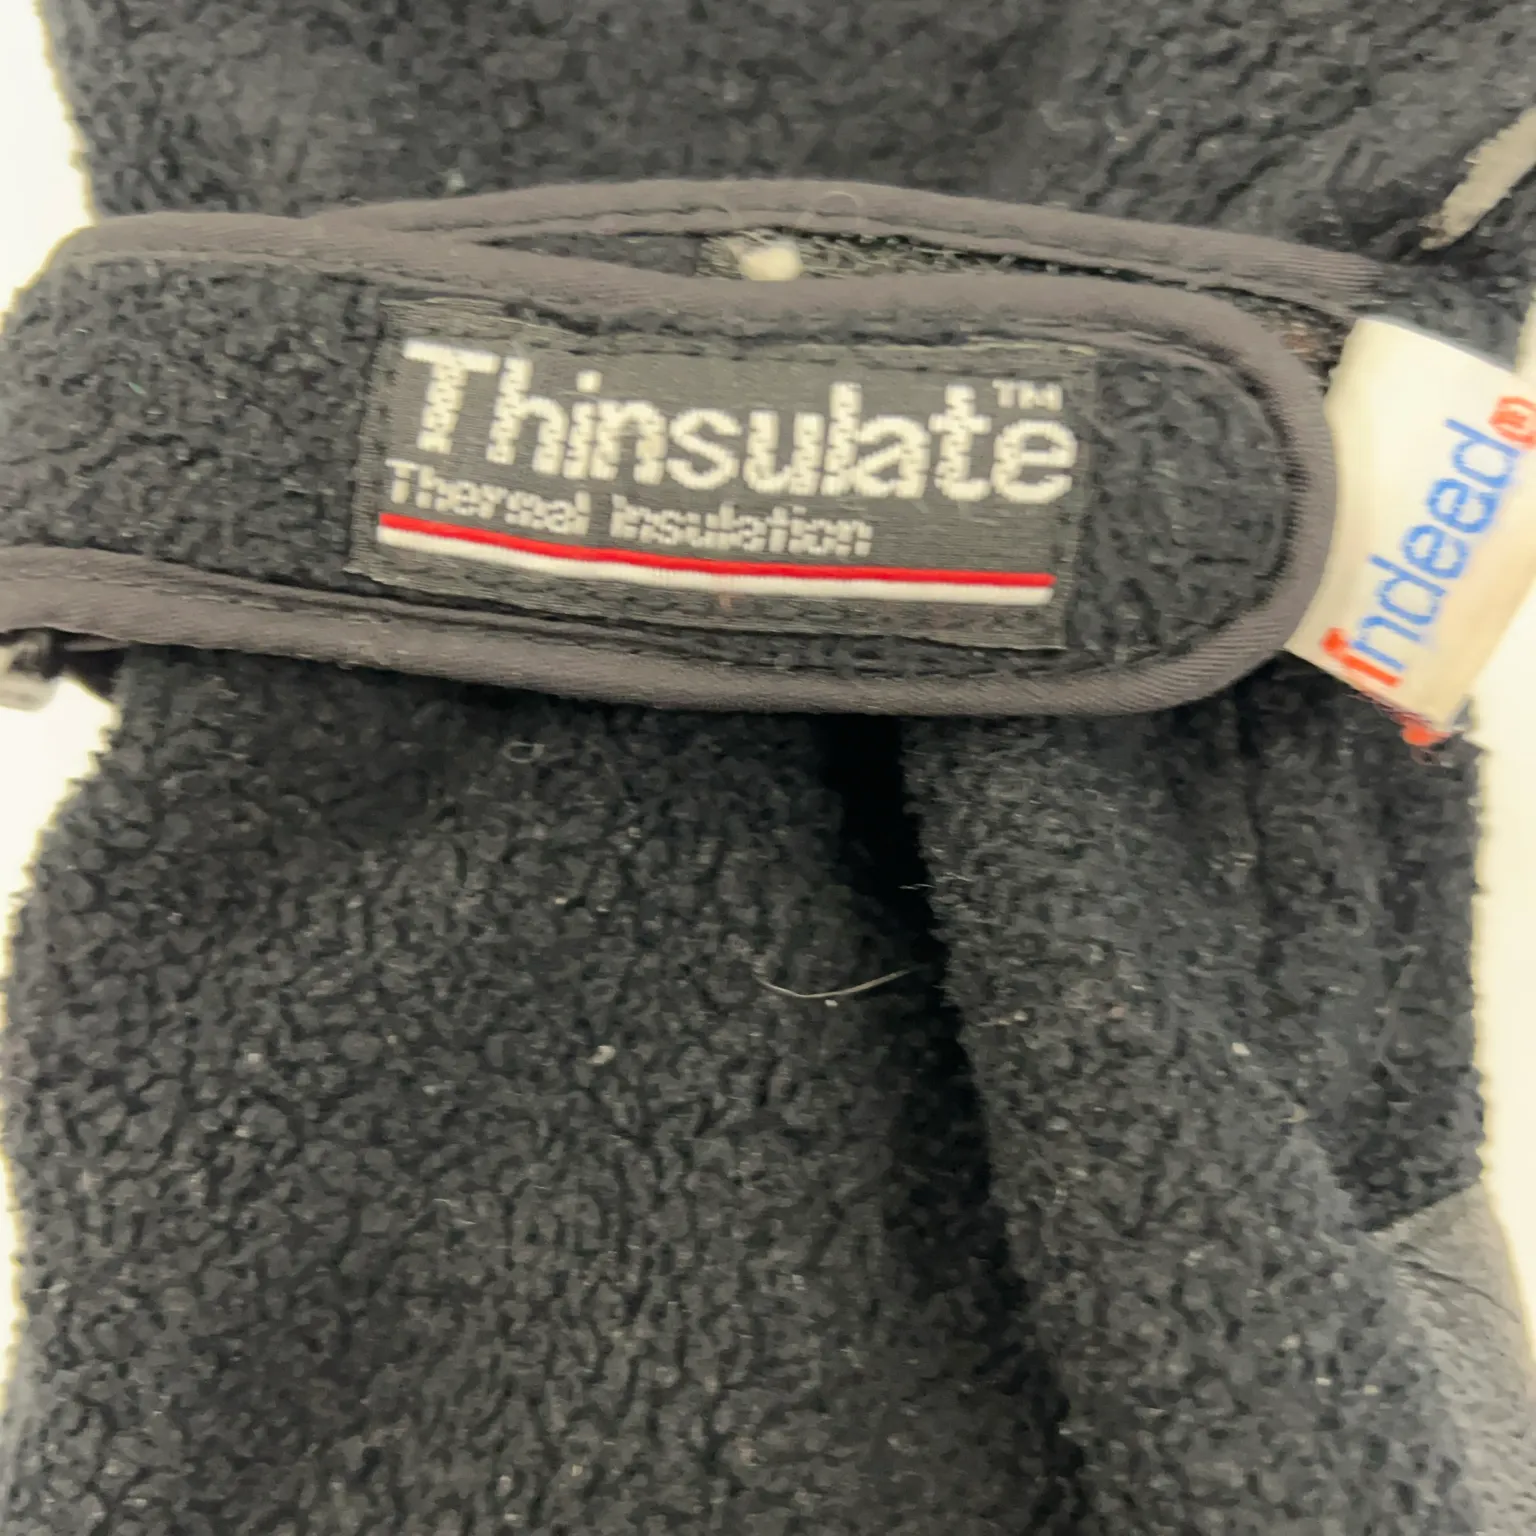 Thinsulate™
Thermal Insulation
Indeed®